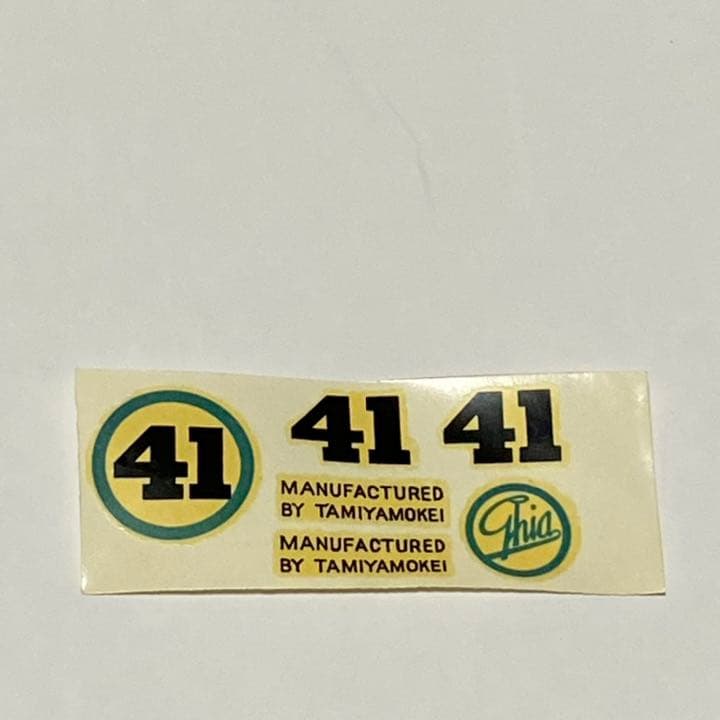 41
41
41
MANUFACTURED
BY TAMIYAMOKEI
MANUFACTURED
BY TAMIYAMOKEI
Ghia